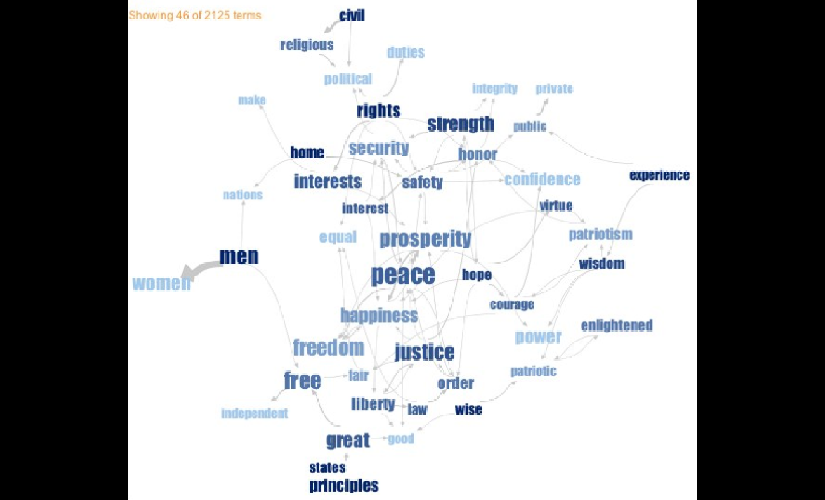 Showing 46 of 2125 terms
civil
religious
duties
political
integrity
private
make
rights
strength
public
security
home
honor
experience
interests
safety
confidence
nations
interest
virtue
equal
prosperity
patriotism
men
wisdom
peace
hope
women
courage
happiness
enlightened
power
freedom
justice
patriotic
free
fair
order
liberty
law
wise
independent
great
good
states
principles